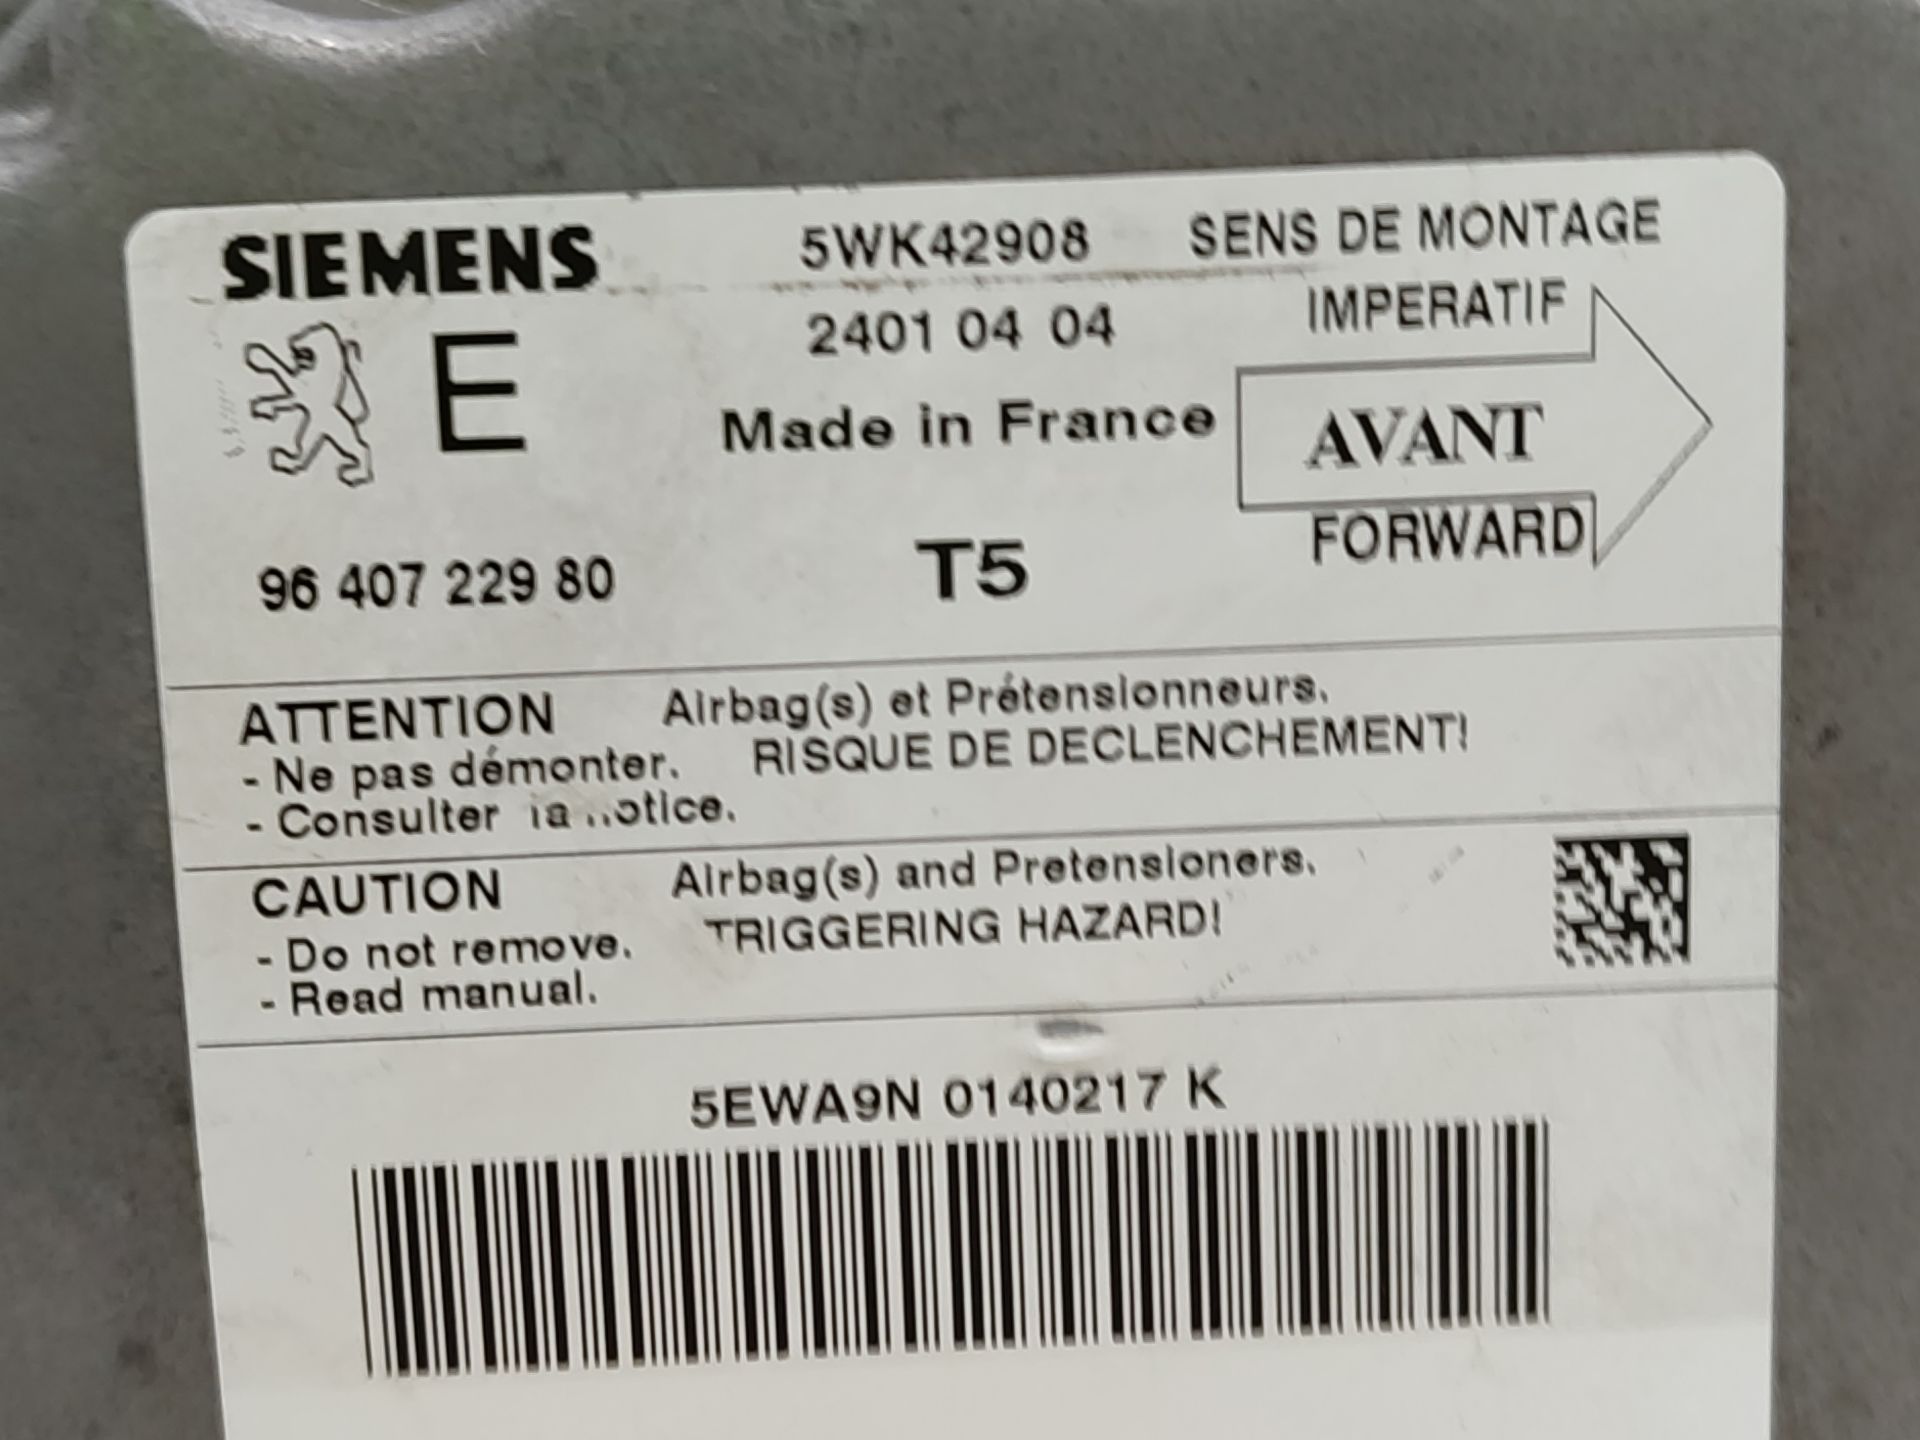 SIEMENS 5WK42908 SENS DE MONTAGE
2401 04 04 IMPERATIF
E Made in France AVANT
96 407 229 80 T5 FORWARD
ATTENTION Airbag(s) et Prétensionneurs.
- Ne pas démonter. RISQUE DE DECLENCHEMENT!
- Consulter la notice.
CAUTION Airbag(s) and Pretensioners.
- Do not remove. TRIGGERING HAZARD!
- Read manual.
5EWA9N 0140217 K